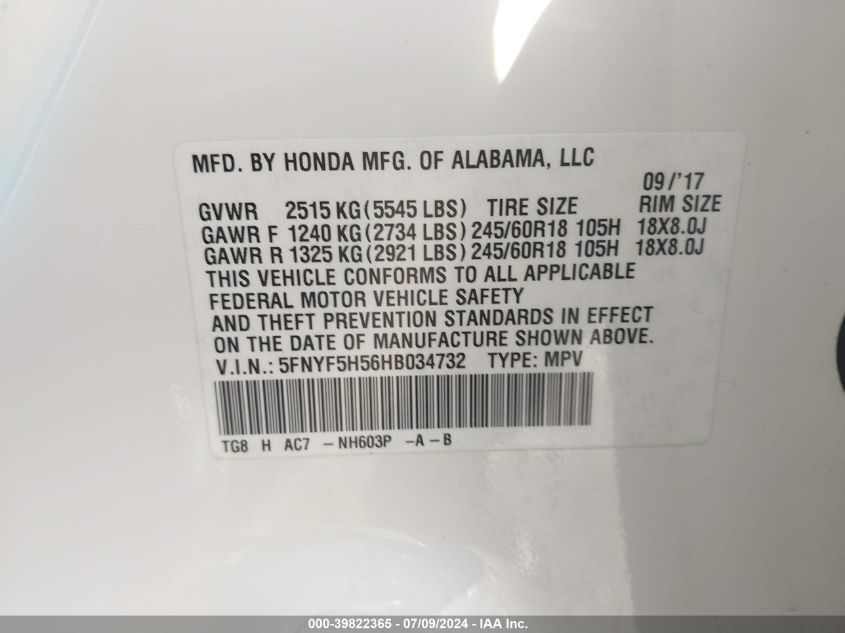 MFD. BY HONDA MFG. OF ALABAMA, LLC
09/'17
GVWR 2515 KG (5545 LBS) TIRE SIZE RIM SIZE
GAWR F 1240 KG (2734 LBS) 245/60R18 105H 18X8.0J
GAWR R 1325 KG (2921 LBS) 245/60R18 105H 18X8.0J
THIS VEHICLE CONFORMS TO ALL APPLICABLE
FEDERAL MOTOR VEHICLE SAFETY
AND THEFT PREVENTION STANDARDS IN EFFECT
ON THE DATE OF MANUFACTURE SHOWN ABOVE.
V.I.N.: 5FNYF5H56HB034732 TYPE: MPV
TG8 H AC7 - NH603P - A - B
000-39822365 - 07/09/2024 - IAA Inc.